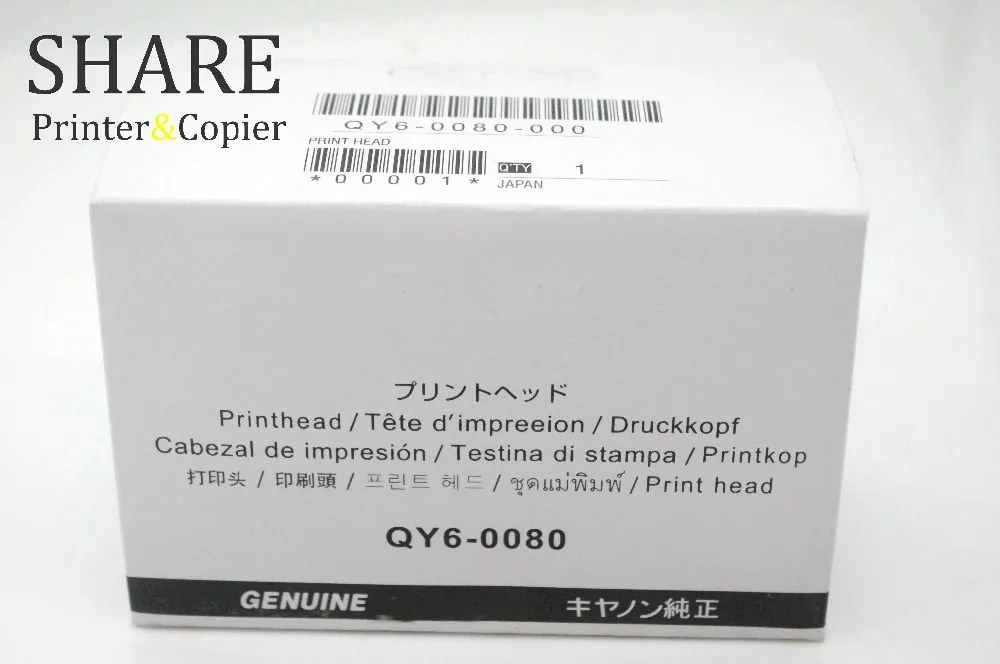 SHARE
Printer&Copier
QY6-0080-000
PRINT HEAD
Q'TY 1
*00001* JAPAN
プリントヘッド
Printhead / Tête d'impreeion / Druckkopf
Cabezal de impresión / Testina di stampa / Printkop
打印头 / 印刷頭 / 프린트 헤드 / ชุดแม่พิมพ์ / Print head
QY6-0080
GENUINE キヤノン純正